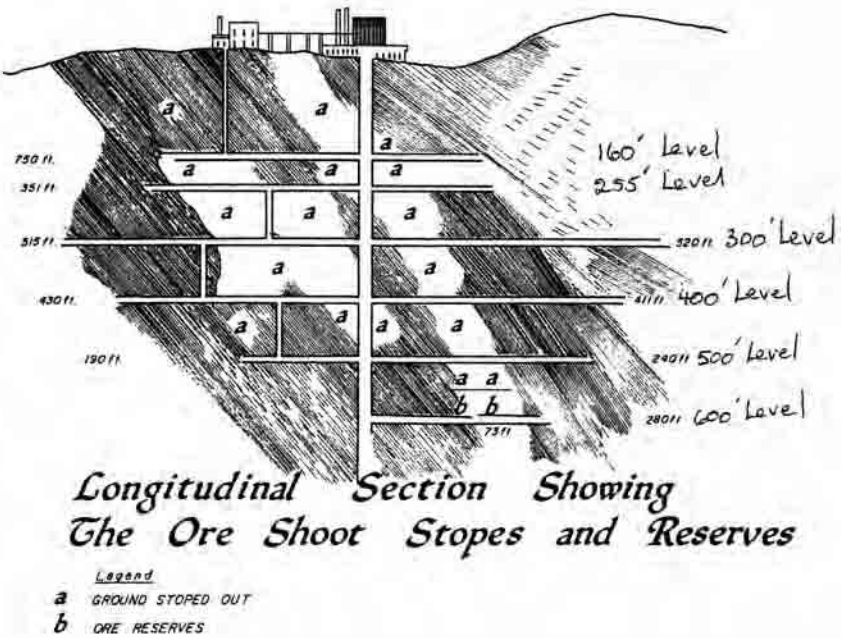 a
a
a
160' Level
750 ft.
a a a
255' Level
351 ft.
a a a
515 ft.
520 ft. 300' Level
a a
430 ft.
411 ft. 400' Level
a a a a
190 ft.
240 ft 500' Level
a a
b b
280 ft 600' Level
73 ft
Longitudinal Section Showing
The Ore Shoot Stopes and Reserves
Legend
a GROUND STOPED OUT
b ORE RESERVES